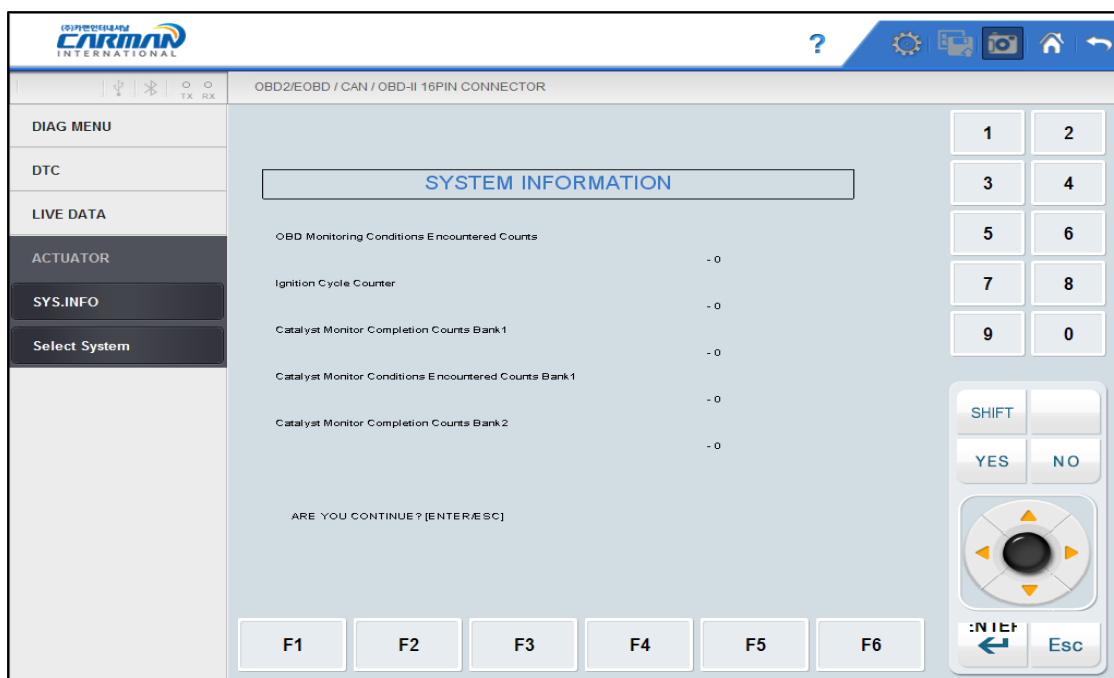 (주)카맨인터내셔날
CARMAN
INTERNATIONAL
?
TX RX
OBD2/EOBD / CAN / OBD-II 16PIN CONNECTOR
DIAG MENU
DTC
LIVE DATA
ACTUATOR
SYS.INFO
Select System
SYSTEM INFORMATION
OBD Monitoring Conditions Encountered Counts
- 0
Ignition Cycle Counter
- 0
Catalyst Monitor Completion Counts Bank1
- 0
Catalyst Monitor Conditions Encountered Counts Bank1
- 0
Catalyst Monitor Completion Counts Bank2
- 0
ARE YOU CONTINUE? [ENTER/ESC]
F1 F2 F3 F4 F5 F6
1 2
3 4
5 6
7 8
9 0
SHIFT
YES NO
ENTER
Esc